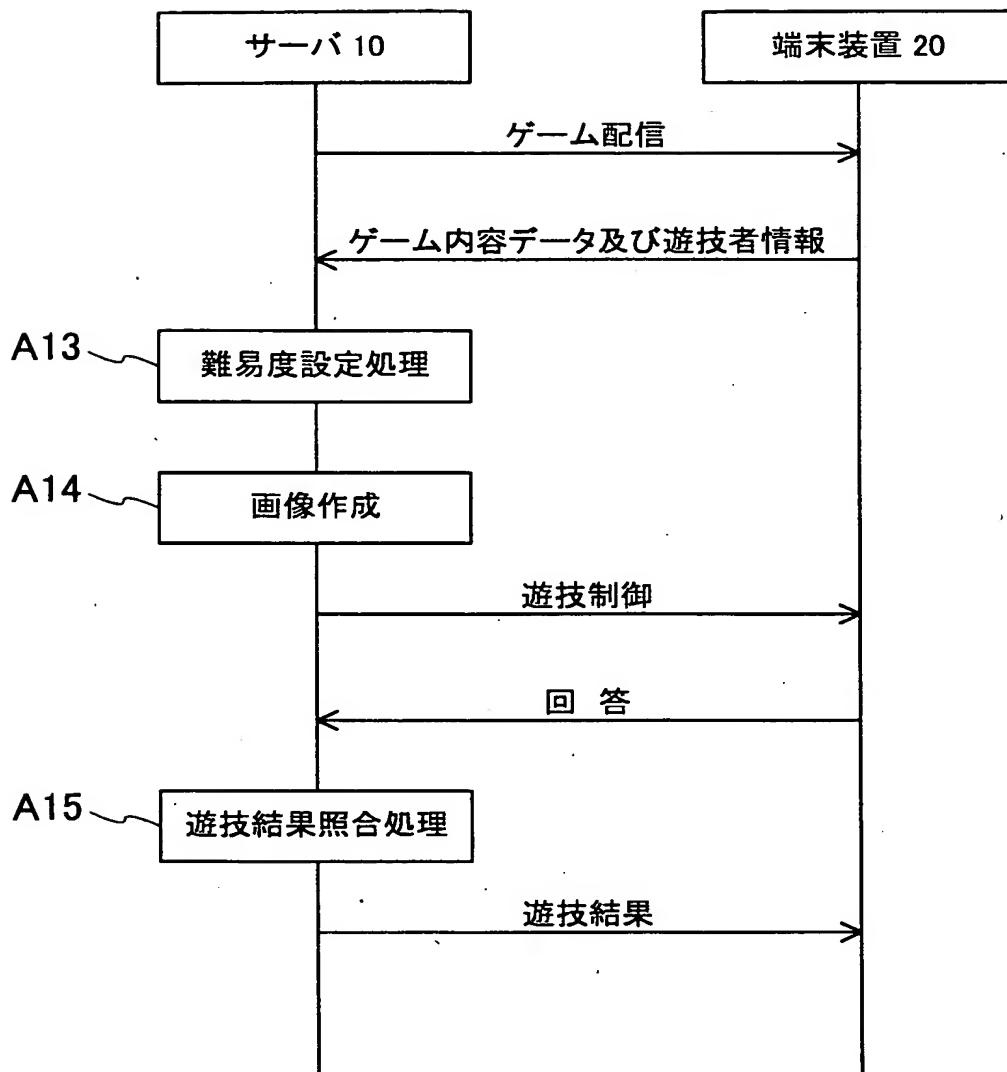 サーバ 10
端末装置 20
ゲーム配信
ゲーム内容データ及び遊技者情報
A13
難易度設定処理
A14
画像作成
遊技制御
回 答
A15
遊技結果照合処理
遊技結果